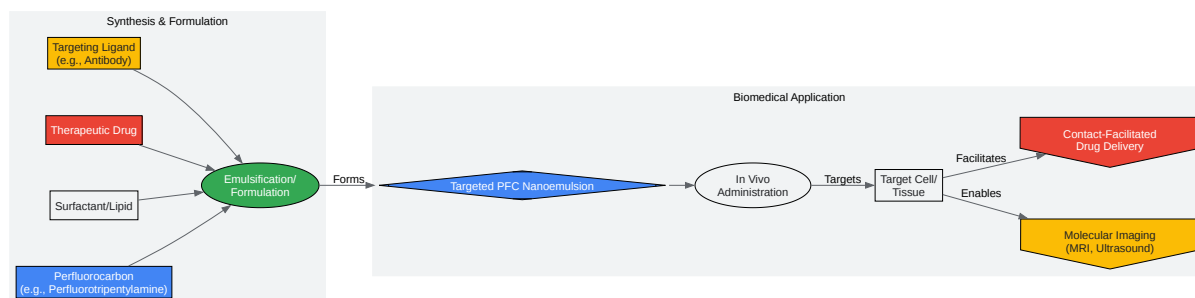 Synthesis & Formulation
Targeting Ligand
(e.g., Antibody)
Therapeutic Drug
Surfactant/Lipid
Perfluorocarbon
(e.g., Perfluorotripentylamine)
Emulsification/
Formulation
Forms
Biomedical Application
Targeted PFC Nanoemulsion
In Vivo
Administration
Targets
Target Cell/
Tissue
Facilitates
Enables
Contact-Facilitated
Drug Delivery
Molecular Imaging
(MRI, Ultrasound)